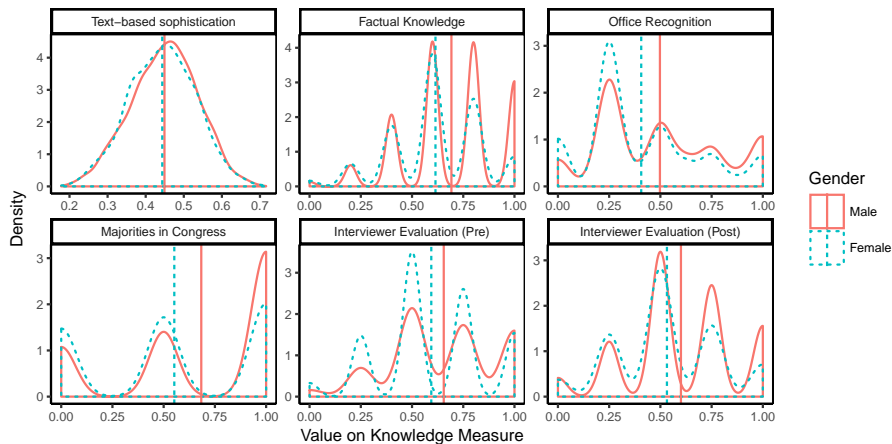 Text−based sophistication
Factual Knowledge
Office Recognition
4
3
2
1
0
0.2 0.3 0.4 0.5 0.6 0.7
4
3
2
1
0
0.00 0.25 0.50 0.75 1.00
3
2
1
0
0.00 0.25 0.50 0.75 1.00
Density
Majorities in Congress
Interviewer Evaluation (Pre)
Interviewer Evaluation (Post)
3
2
1
0
0.00 0.25 0.50 0.75 1.00
3
2
1
0
0.00 0.25 0.50 0.75 1.00
3
2
1
0
0.00 0.25 0.50 0.75 1.00
Value on Knowledge Measure
Gender
Male
Female